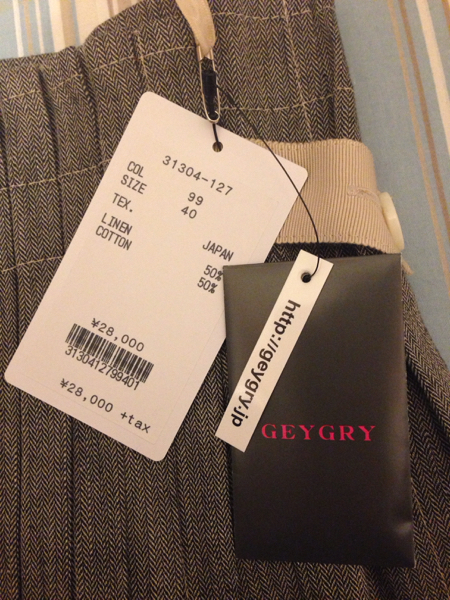 31304-127
COL 99
SIZE 40
TEX. JAPAN
LINEN 50%
COTTON 50%
¥28,000
3130412799401
¥28,000 +tax
http://geygry.jp
GEYGRY